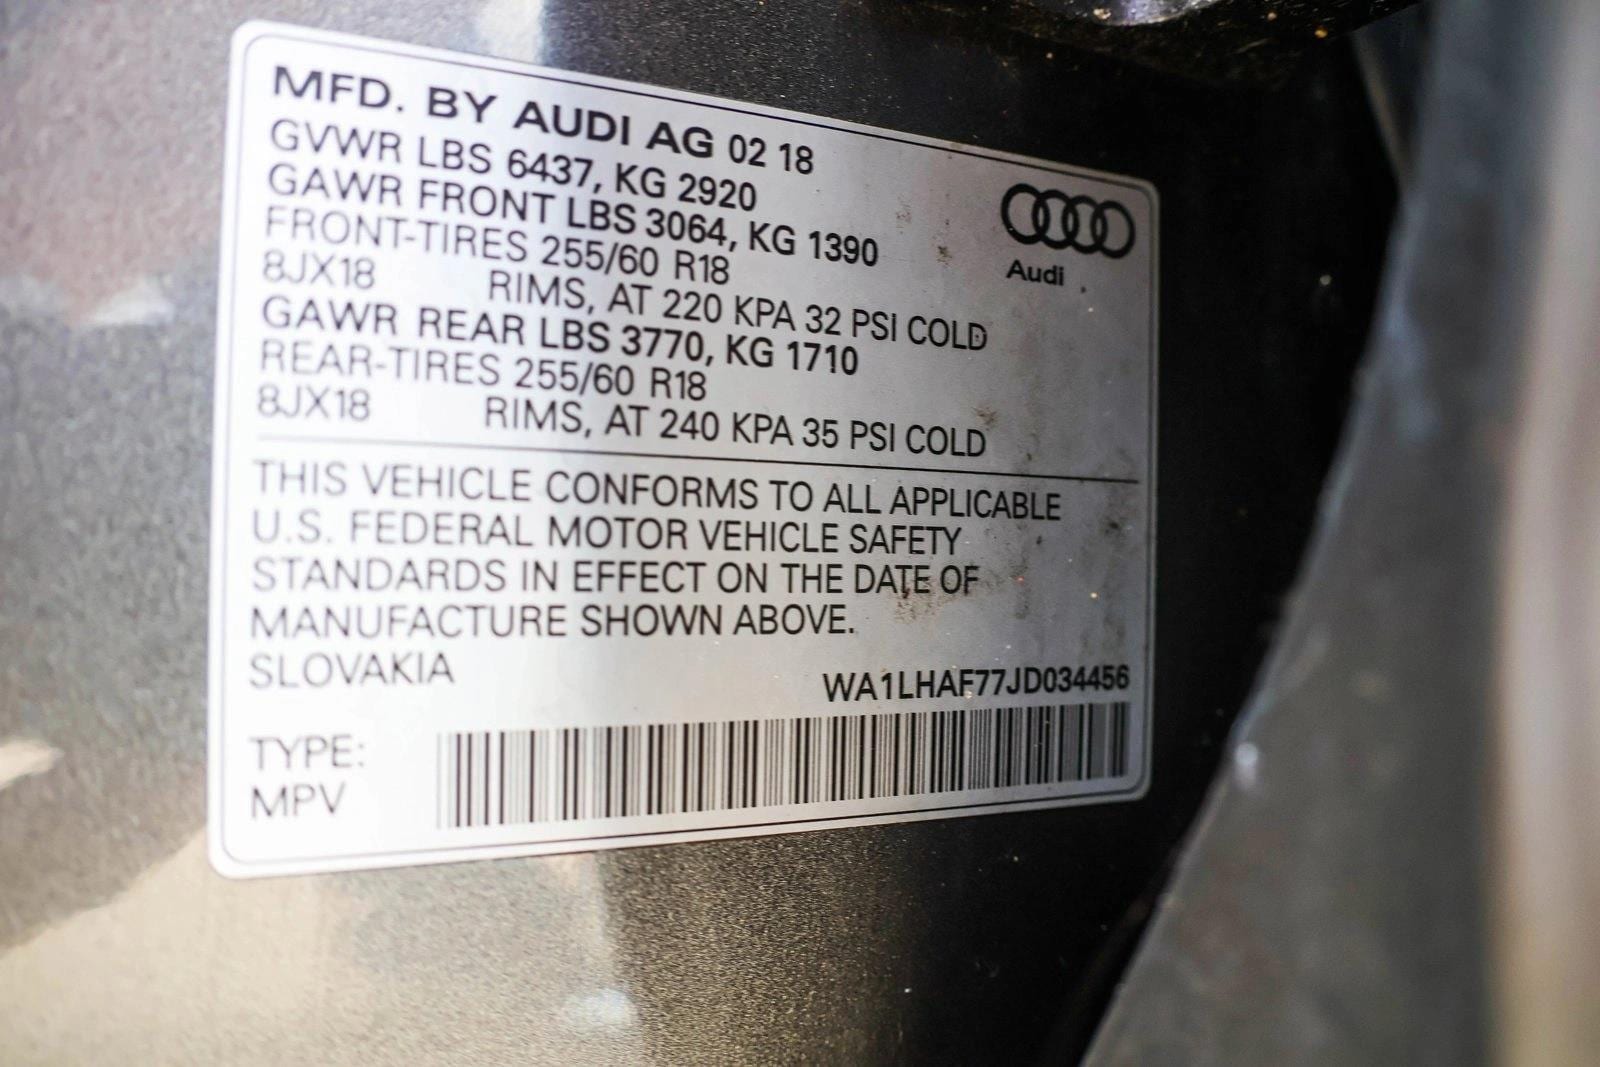 MFD. BY AUDI AG 02 18
GVWR LBS 6437, KG 2920
GAWR FRONT LBS 3064, KG 1390
FRONT-TIRES 255/60 R18
8JX18 RIMS, AT 220 KPA 32 PSI COLD
GAWR REAR LBS 3770, KG 1710
REAR-TIRES 255/60 R18
8JX18 RIMS, AT 240 KPA 35 PSI COLD
Audi
THIS VEHICLE CONFORMS TO ALL APPLICABLE
U.S. FEDERAL MOTOR VEHICLE SAFETY
STANDARDS IN EFFECT ON THE DATE OF
MANUFACTURE SHOWN ABOVE.
SLOVAKIA
WA1LHAF77JD034456
TYPE:
MPV